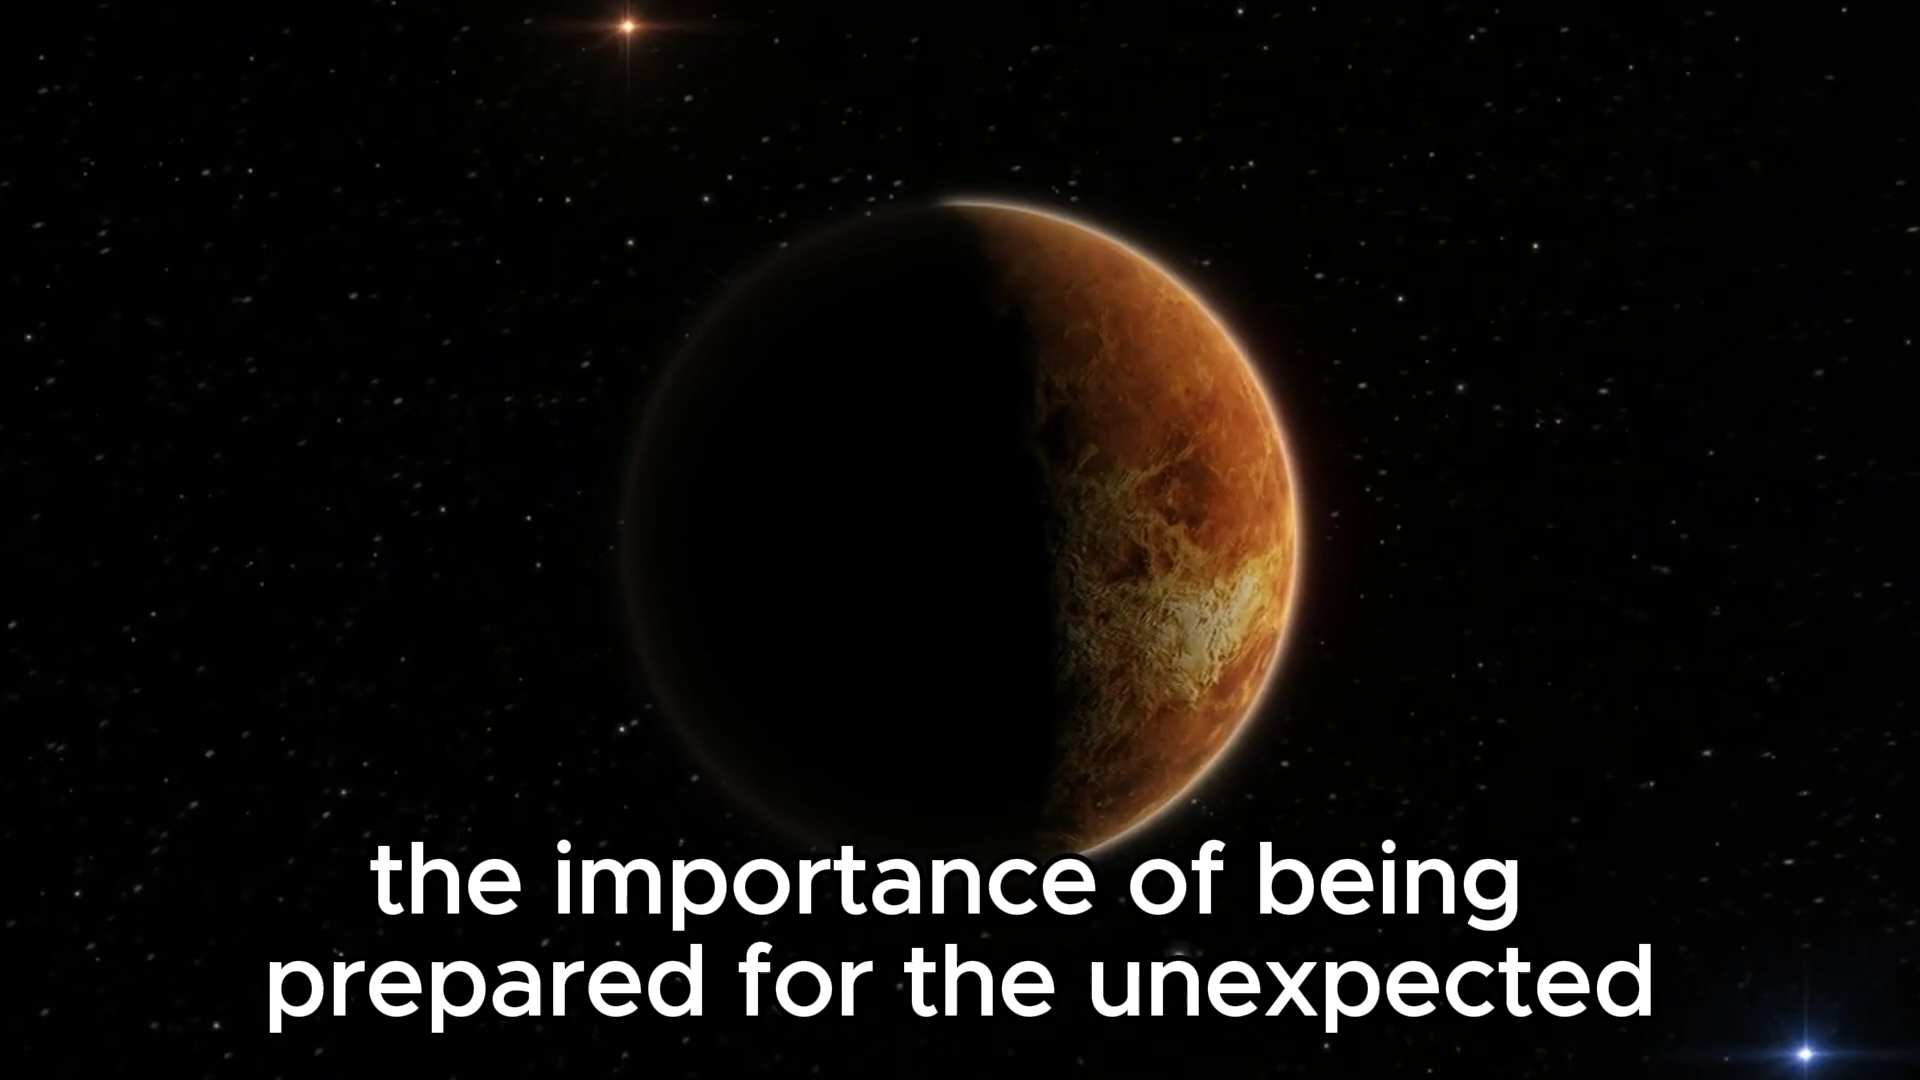 the importance of being
prepared for the unexpected